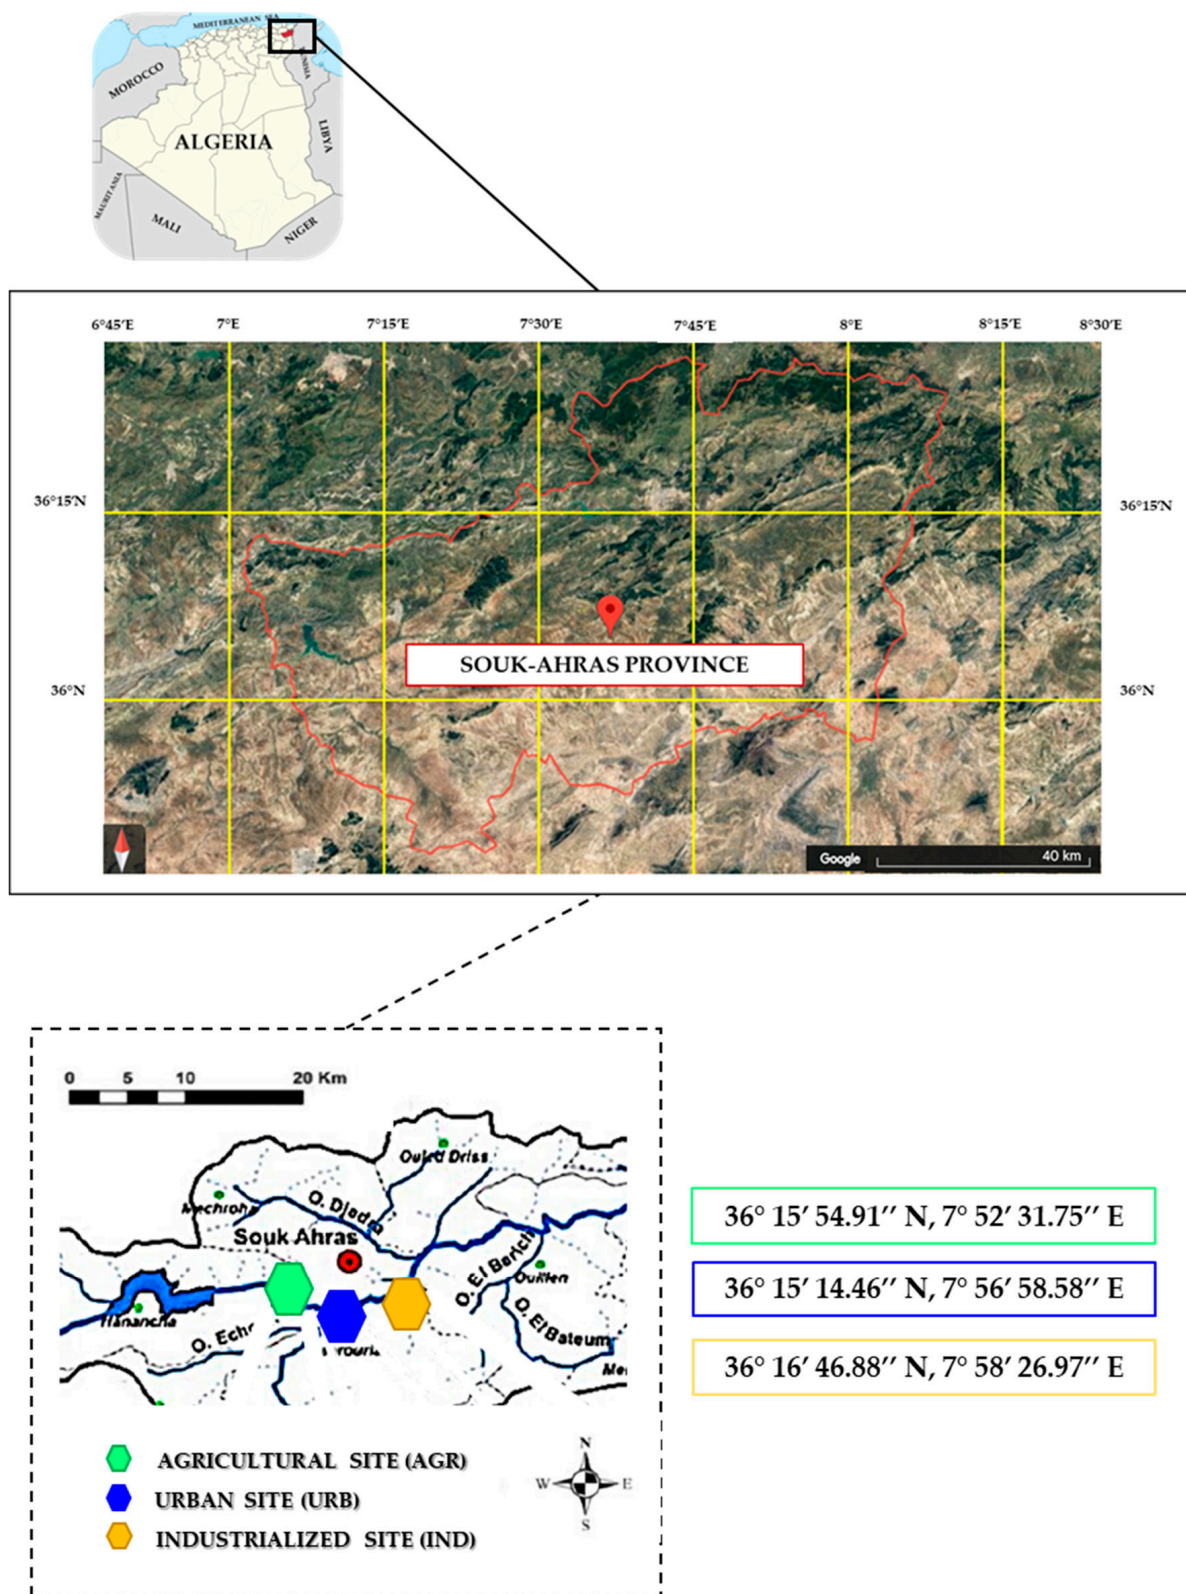 MEDITERRANEAN SEA
TUNISIA
MOROCCO
LIBYA
ALGERIA
MAURITANIA
MALI
NIGER
6°45′E 7°E 7°15′E 7°30′E 7°45′E 8°E 8°15′E 8°30′E
36°15′N 36°15′N
SOUK-AHRAS PROVINCE
36°N 36°N
Google 40 km
0 5 10 20 Km
Ouled Driss
Mechroha
O. Djedra
Souk Ahras
O. El Berich
Ouillen
Hanancha
O. El Bateum
O. Echr
Me
36° 15′ 54.91′′ N, 7° 52′ 31.75′′ E
36° 15′ 14.46′′ N, 7° 56′ 58.58′′ E
36° 16′ 46.88′′ N, 7° 58′ 26.97′′ E
AGRICULTURAL SITE (AGR)
URBAN SITE (URB)
INDUSTRIALIZED SITE (IND)
N
W E
S